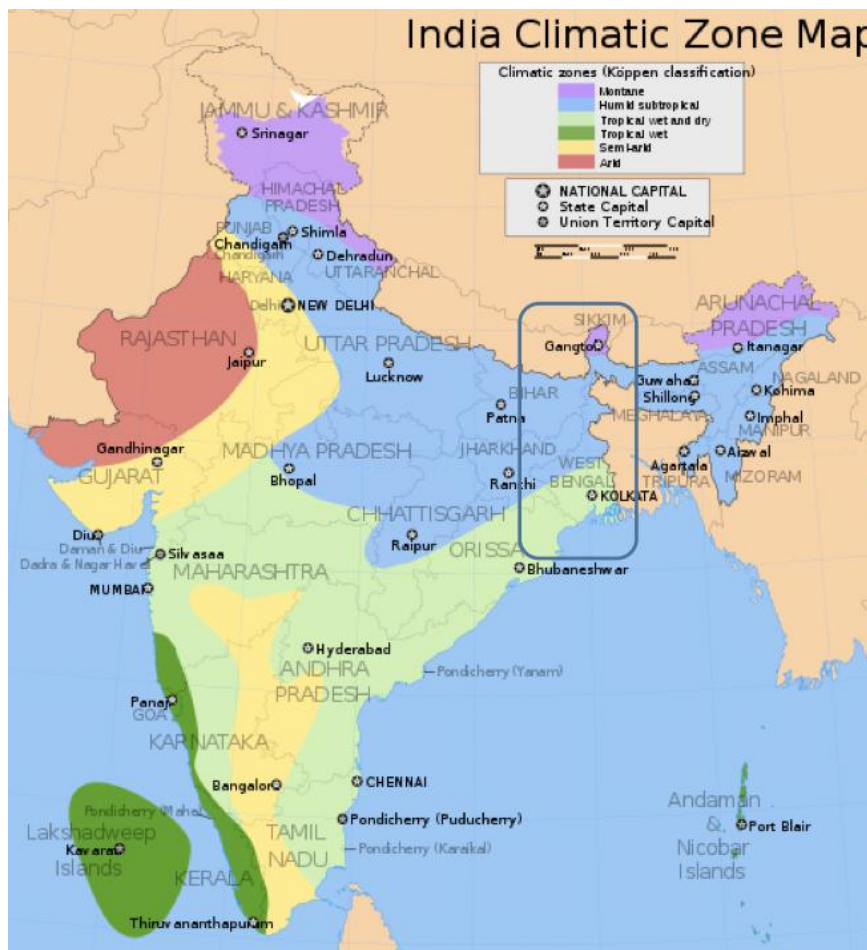 India Climatic Zone Map
Climatic zones (Köppen classification)
Montane
Humid subtropical
Tropical wet and dry
Tropical wet
Semi-arid
Arid
NATIONAL CAPITAL
State Capital
Union Territory Capital
JAMMU & KASHMIR
Srinagar
HIMACHAL
PRADESH
PUNJAB
Shimla
Chandigarh
Chandigarh
Dehradun
UTTARANCHAL
HARYANA
Delhi
NEW DELHI
RAJASTHAN
Jaipur
UTTAR PRADESH
Lucknow
SIKKIM
Gangtok
ARUNACHAL
PRADESH
Itanagar
ASSAM
NAGALAND
Guwahati
Shillong
Kohima
MEGHALAYA
Imphal
MANIPUR
BIHAR
Patna
Gandhinagar
GUJARAT
MADHYA PRADESH
Bhopal
JHARKHAND
Ranchi
WEST
BENGAL
KOLKATA
Agartala
TRIPURA
Aizwal
MIZORAM
CHHATTISGARH
Raipur
ORISSA
Bhubaneshwar
Diu
Daman & Diu
Dadra & Nagar Haveli
Silvasaa
MAHARASHTRA
MUMBAI
Hyderabad
ANDHRA
PRADESH
Pondicherry (Yanam)
Panaji
GOA
KARNATAKA
Bangalore
CHENNAI
Pondicherry (Mahe)
Pondicherry (Puducherry)
Lakshadweep
Islands
Kavaratti
TAMIL
NADU
Pondicherry (Karaikal)
KERALA
Thiruvananthapuram
Andaman
&
Nicobar
Islands
Port Blair